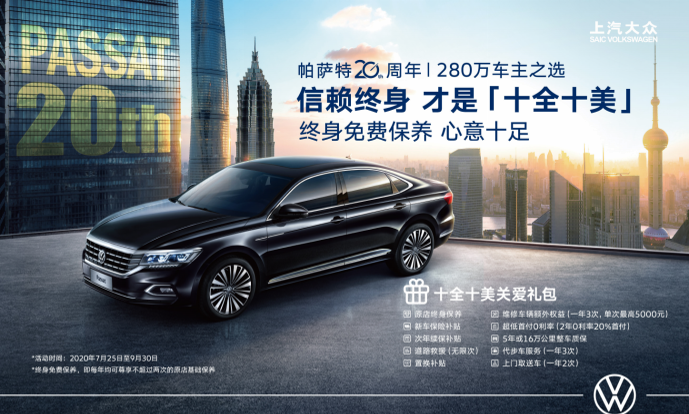 上汽大众
SAIC VOLKSWAGEN
PASSAT
20th
帕萨特20th周年 | 280万车主之选
信赖终身 才是「十全十美」
终身免费保养 心意十足
十全十美关爱礼包
原店终身保养
新车保险补贴
次年续保补贴
道路救援 (无限次)
置换补贴
维修车辆额外权益 (一年3次, 单次最高5000元)
超低首付0利率 (2年0利率20%首付)
5年或16万公里整车质保
代步车服务 (一年3次)
上门取送车 (一年2次)
*活动时间: 2020年7月25日至9月30日
*终身免费保养, 即每年均可尊享不超过两次的原店基础保养